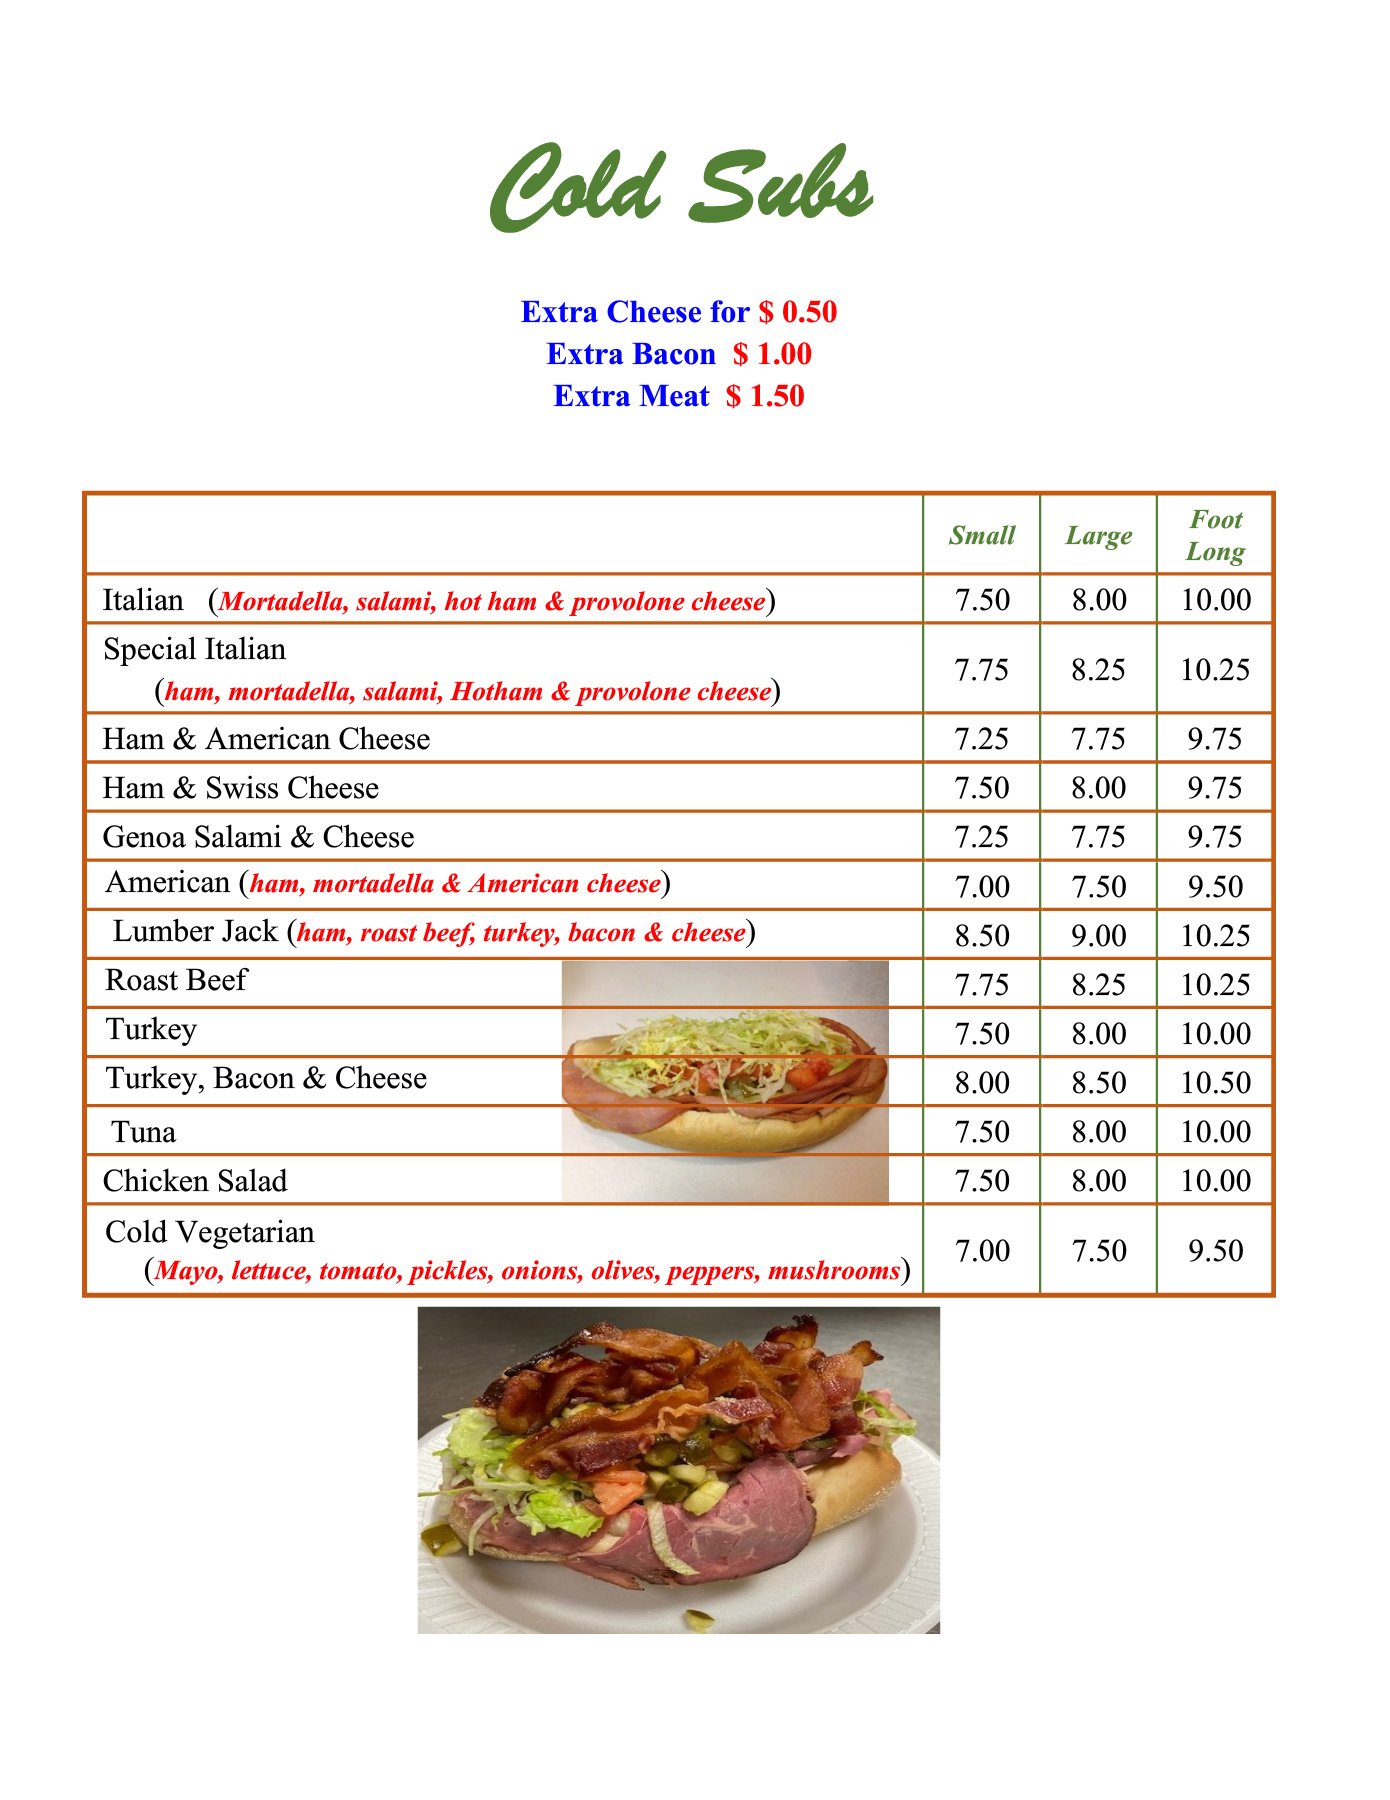 Cold Subs
Extra Cheese for $ 0.50
Extra Bacon $ 1.00
Extra Meat $ 1.50
Small Large Foot Long
Italian (Mortadella, salami, hot ham & provolone cheese) 7.50 8.00 10.00
Special Italian
(ham, mortadella, salami, Hotham & provolone cheese) 7.75 8.25 10.25
Ham & American Cheese 7.25 7.75 9.75
Ham & Swiss Cheese 7.50 8.00 9.75
Genoa Salami & Cheese 7.25 7.75 9.75
American (ham, mortadella & American cheese) 7.00 7.50 9.50
Lumber Jack (ham, roast beef, turkey, bacon & cheese) 8.50 9.00 10.25
Roast Beef 7.75 8.25 10.25
Turkey 7.50 8.00 10.00
Turkey, Bacon & Cheese 8.00 8.50 10.50
Tuna 7.50 8.00 10.00
Chicken Salad 7.50 8.00 10.00
Cold Vegetarian
(Mayo, lettuce, tomato, pickles, onions, olives, peppers, mushrooms) 7.00 7.50 9.50